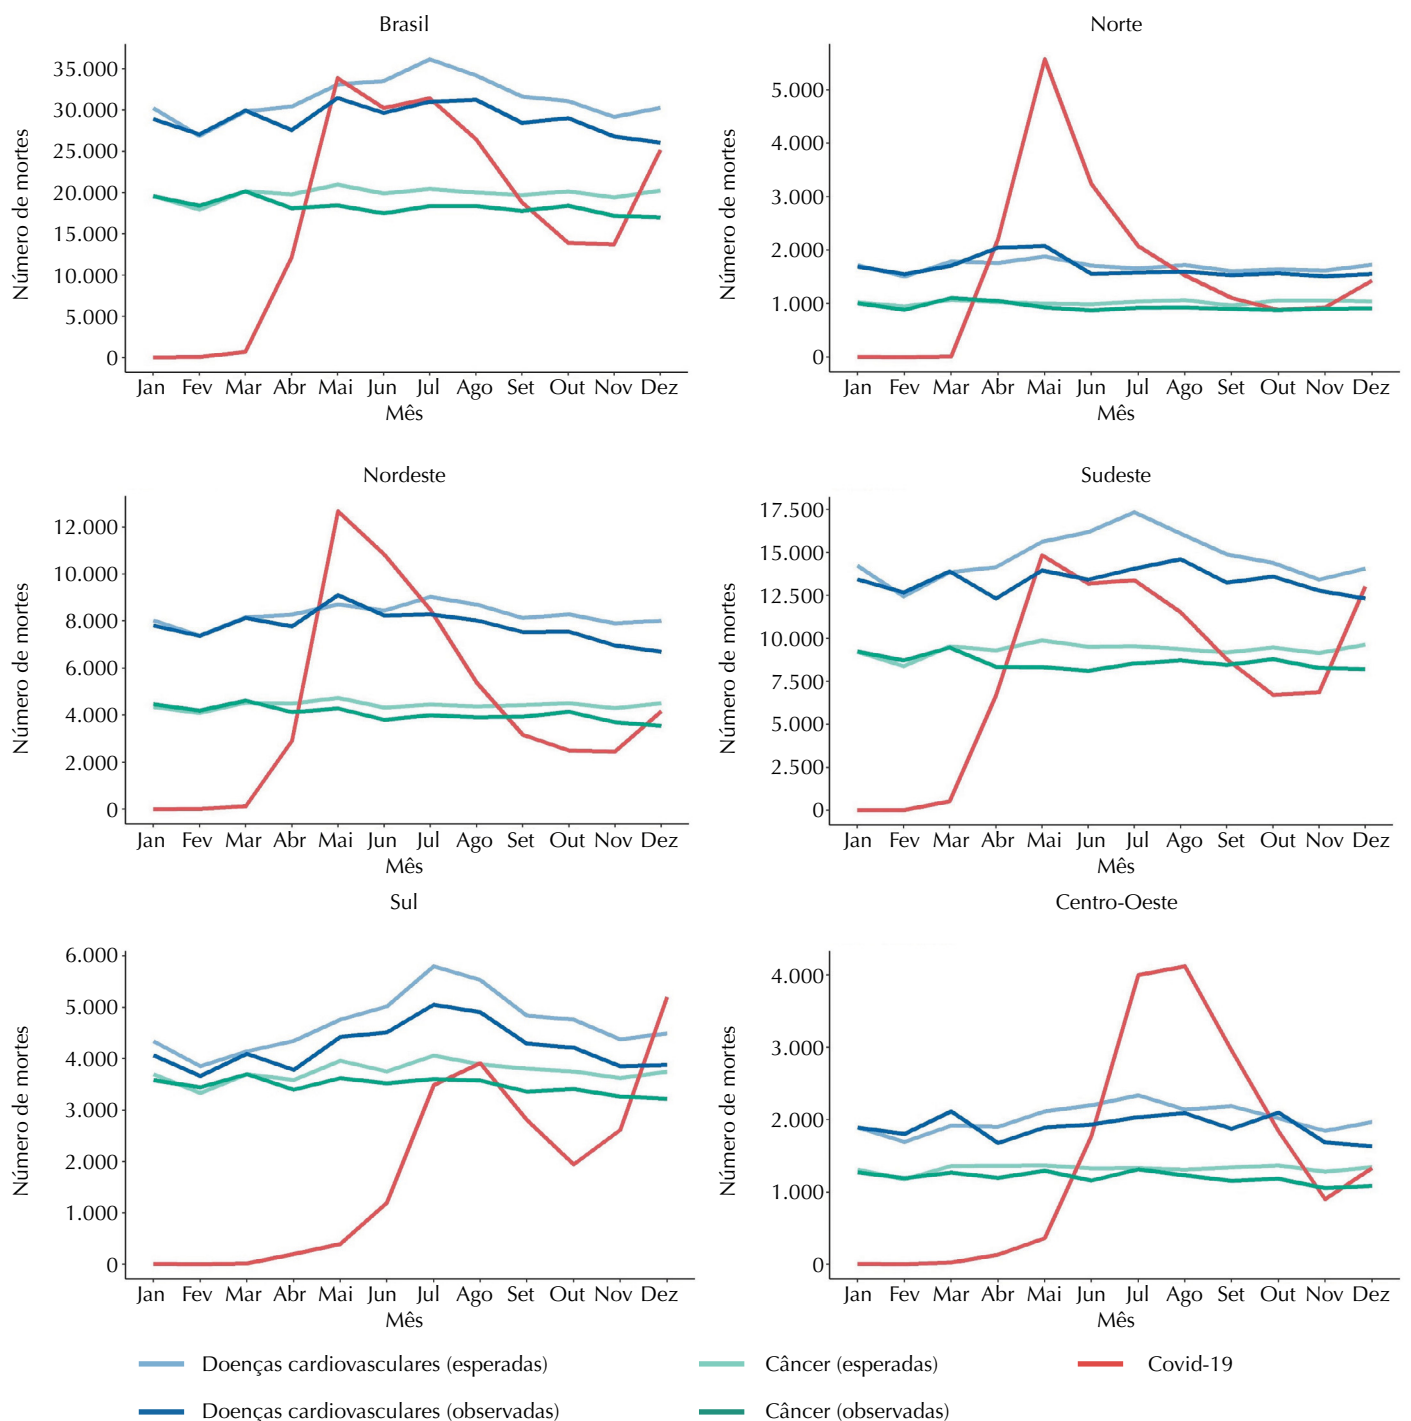 Brasil
Número de mortes
35.000
30.000
25.000
20.000
15.000
10.000
5.000
0
Jan Fev Mar Abr Mai Jun Jul Ago Set Out Nov Dez
Mês
Norte
Número de mortes
5.000
4.000
3.000
2.000
1.000
0
Jan Fev Mar Abr Mai Jun Jul Ago Set Out Nov Dez
Mês
Nordeste
Número de mortes
12.000
10.000
8.000
6.000
4.000
2.000
0
Jan Fev Mar Abr Mai Jun Jul Ago Set Out Nov Dez
Mês
Sudeste
Número de mortes
17.500
15.000
12.500
10.000
7.500
5.000
2.500
0
Jan Fev Mar Abr Mai Jun Jul Ago Set Out Nov Dez
Mês
Sul
Número de mortes
6.000
5.000
4.000
3.000
2.000
1.000
0
Jan Fev Mar Abr Mai Jun Jul Ago Set Out Nov Dez
Mês
Centro-Oeste
Número de mortes
4.000
3.000
2.000
1.000
0
Jan Fev Mar Abr Mai Jun Jul Ago Set Out Nov Dez
Mês
Doenças cardiovasculares (esperadas)
Câncer (esperadas)
Covid-19
Doenças cardiovasculares (observadas)
Câncer (observadas)